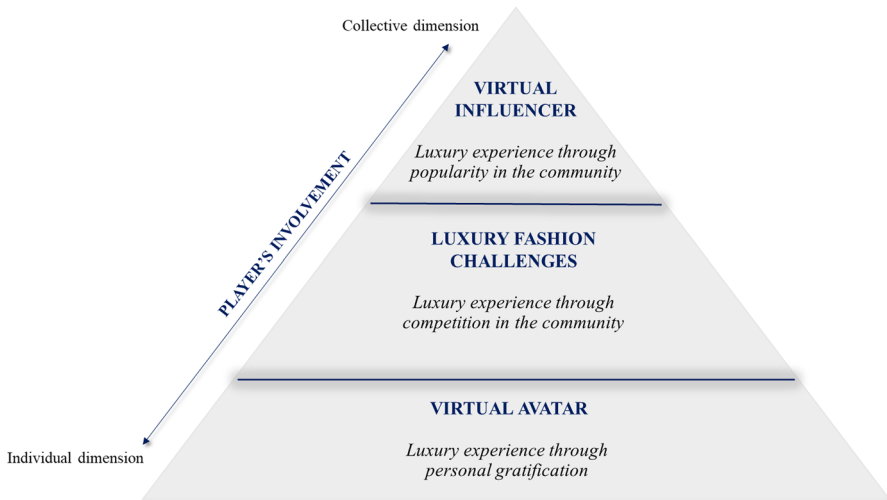 Collective dimension
VIRTUAL
INFLUENCER
Luxury experience through
popularity in the community
PLAYER'S INVOLVEMENT
LUXURY FASHION
CHALLENGES
Luxury experience through
competition in the community
VIRTUAL AVATAR
Luxury experience through
personal gratification
Individual dimension